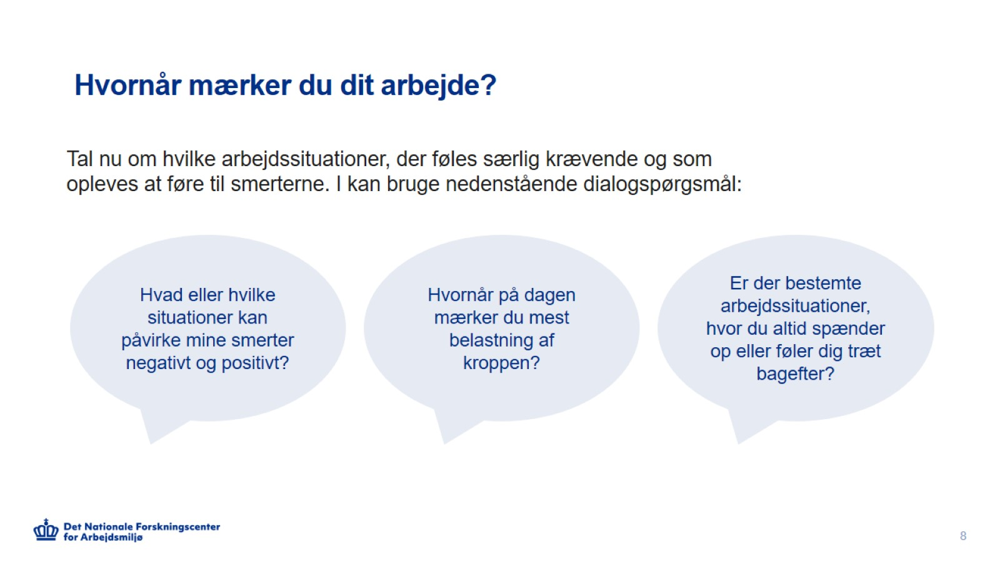 Hvornår mærker du dit arbejde?
Tal nu om hvilke arbejdssituationer, der føles særlig krævende og som
opleves at føre til smerterne. I kan bruge nedenstående dialogspørgsmål:
Hvad eller hvilke
situationer kan
påvirke mine smerter
negativt og positivt?
Hvornår på dagen
mærker du mest
belastning af
kroppen?
Er der bestemte
arbejdssituationer,
hvor du altid spænder
op eller føler dig træt
bagefter?
Det Nationale Forskningscenter
for Arbejdsmiljø
8